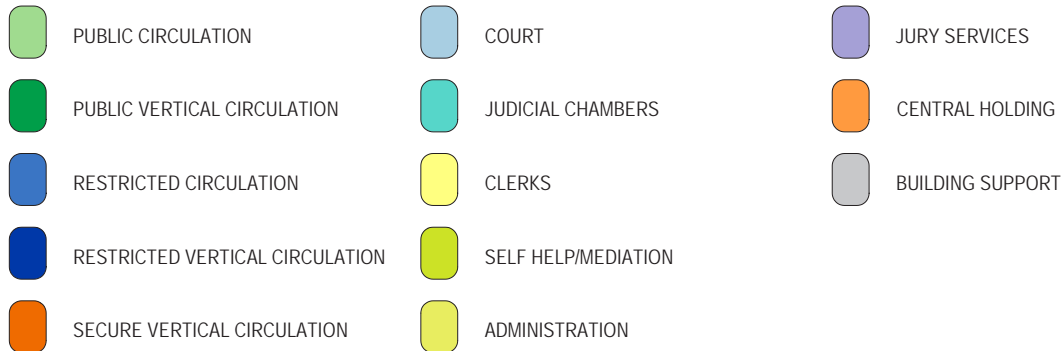 PUBLIC CIRCULATION
PUBLIC VERTICAL CIRCULATION
RESTRICTED CIRCULATION
RESTRICTED VERTICAL CIRCULATION
SECURE VERTICAL CIRCULATION
COURT
JUDICIAL CHAMBERS
CLERKS
SELF HELP/MEDIATION
ADMINISTRATION
JURY SERVICES
CENTRAL HOLDING
BUILDING SUPPORT